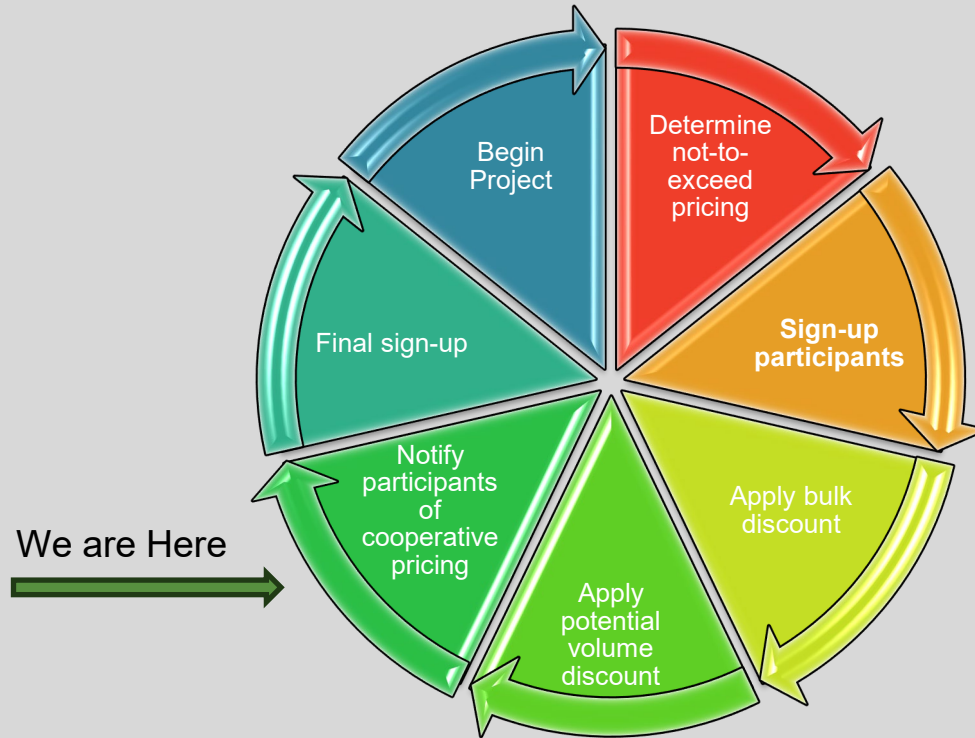 Begin
Project
Determine
not-to-
exceed
pricing
Sign-up
participants
Apply bulk
discount
Apply
potential
volume
discount
Notify
participants
of
cooperative
pricing
Final sign-up
We are Here